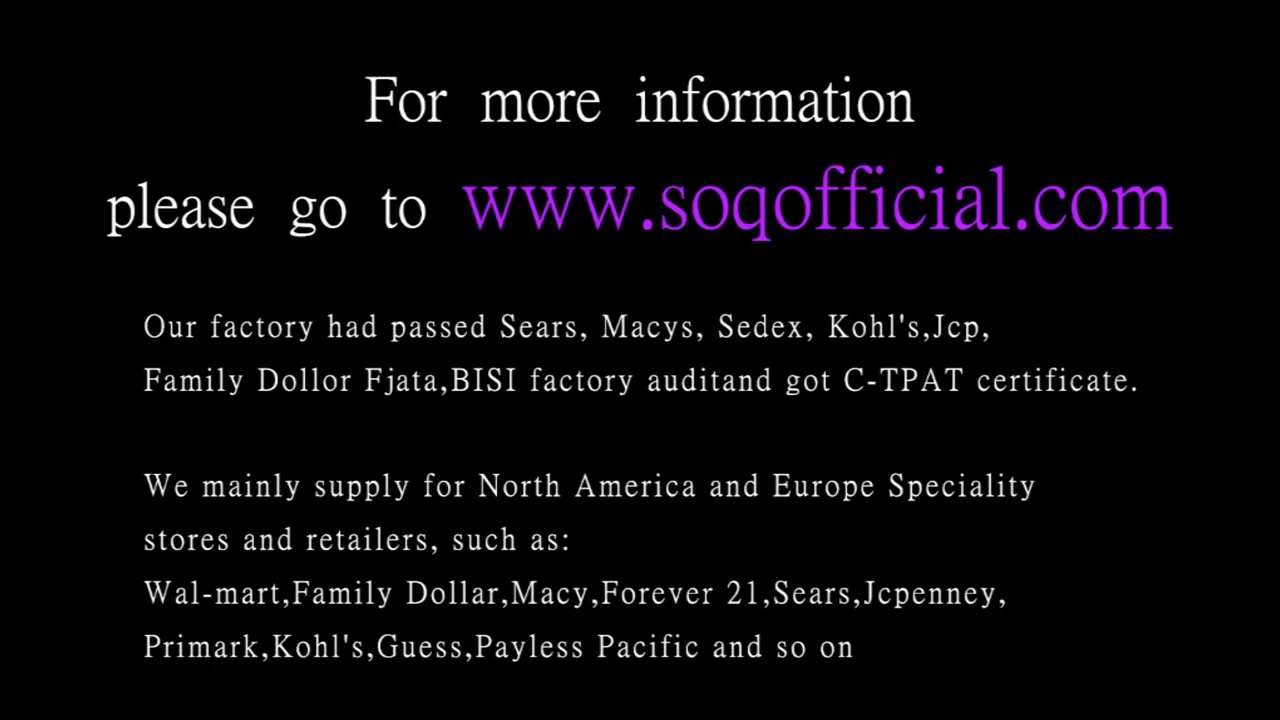 For more information
please go to www.soqofficial.com
Our factory had passed Sears, Macys, Sedex, Kohl's,Jcp,
Family Dollor Fjata,BISI factory auditand got C-TPAT certificate.
We mainly supply for North America and Europe Speciality
stores and retailers, such as:
Wal-mart,Family Dollar,Macy,Forever 21,Sears,Jcpenney,
Primark,Kohl's,Guess,Payless Pacific and so on